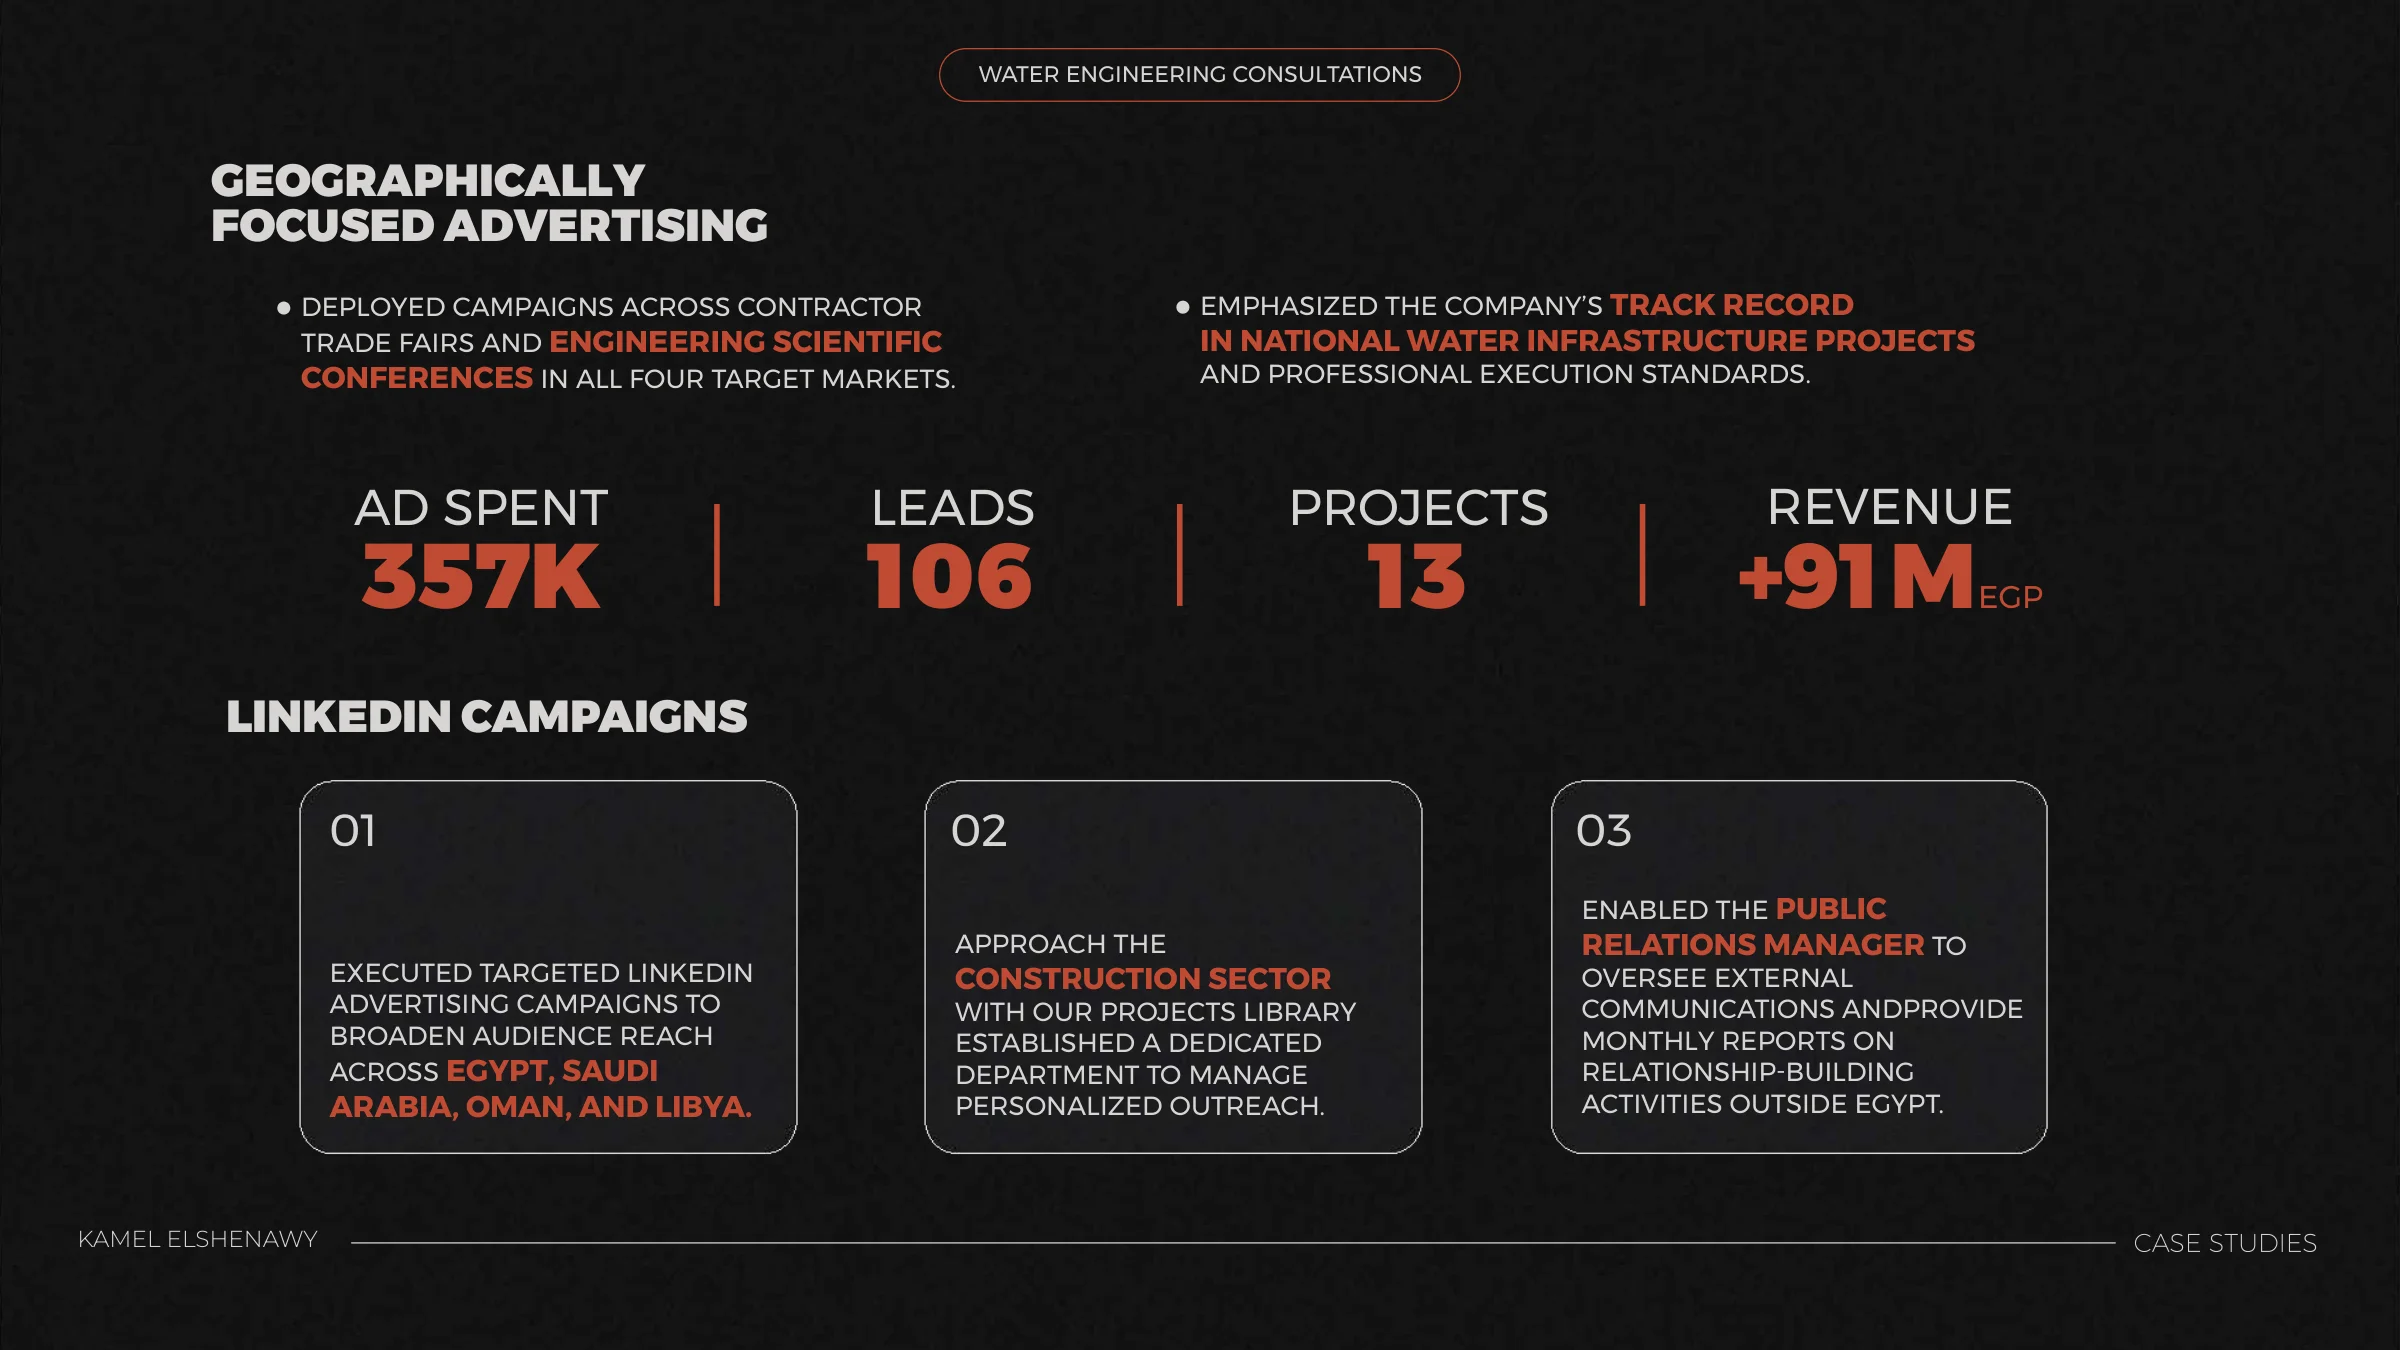 WATER ENGINEERING CONSULTATIONS
GEOGRAPHICALLY
FOCUSED ADVERTISING
● DEPLOYED CAMPAIGNS ACROSS CONTRACTOR
TRADE FAIRS AND ENGINEERING SCIENTIFIC
CONFERENCES IN ALL FOUR TARGET MARKETS.
● EMPHASIZED THE COMPANY'S TRACK RECORD
IN NATIONAL WATER INFRASTRUCTURE PROJECTS
AND PROFESSIONAL EXECUTION STANDARDS.
AD SPENT
357K
LEADS
106
PROJECTS
13
REVENUE
+91 M EGP
LINKEDIN CAMPAIGNS
01
EXECUTED TARGETED LINKEDIN
ADVERTISING CAMPAIGNS TO
BROADEN AUDIENCE REACH
ACROSS EGYPT, SAUDI
ARABIA, OMAN, AND LIBYA.
02
APPROACH THE
CONSTRUCTION SECTOR
WITH OUR PROJECTS LIBRARY
ESTABLISHED A DEDICATED
DEPARTMENT TO MANAGE
PERSONALIZED OUTREACH.
03
ENABLED THE PUBLIC
RELATIONS MANAGER TO
OVERSEE EXTERNAL
COMMUNICATIONS ANDPROVIDE
MONTHLY REPORTS ON
RELATIONSHIP-BUILDING
ACTIVITIES OUTSIDE EGYPT.
KAMEL ELSHENAWY
CASE STUDIES